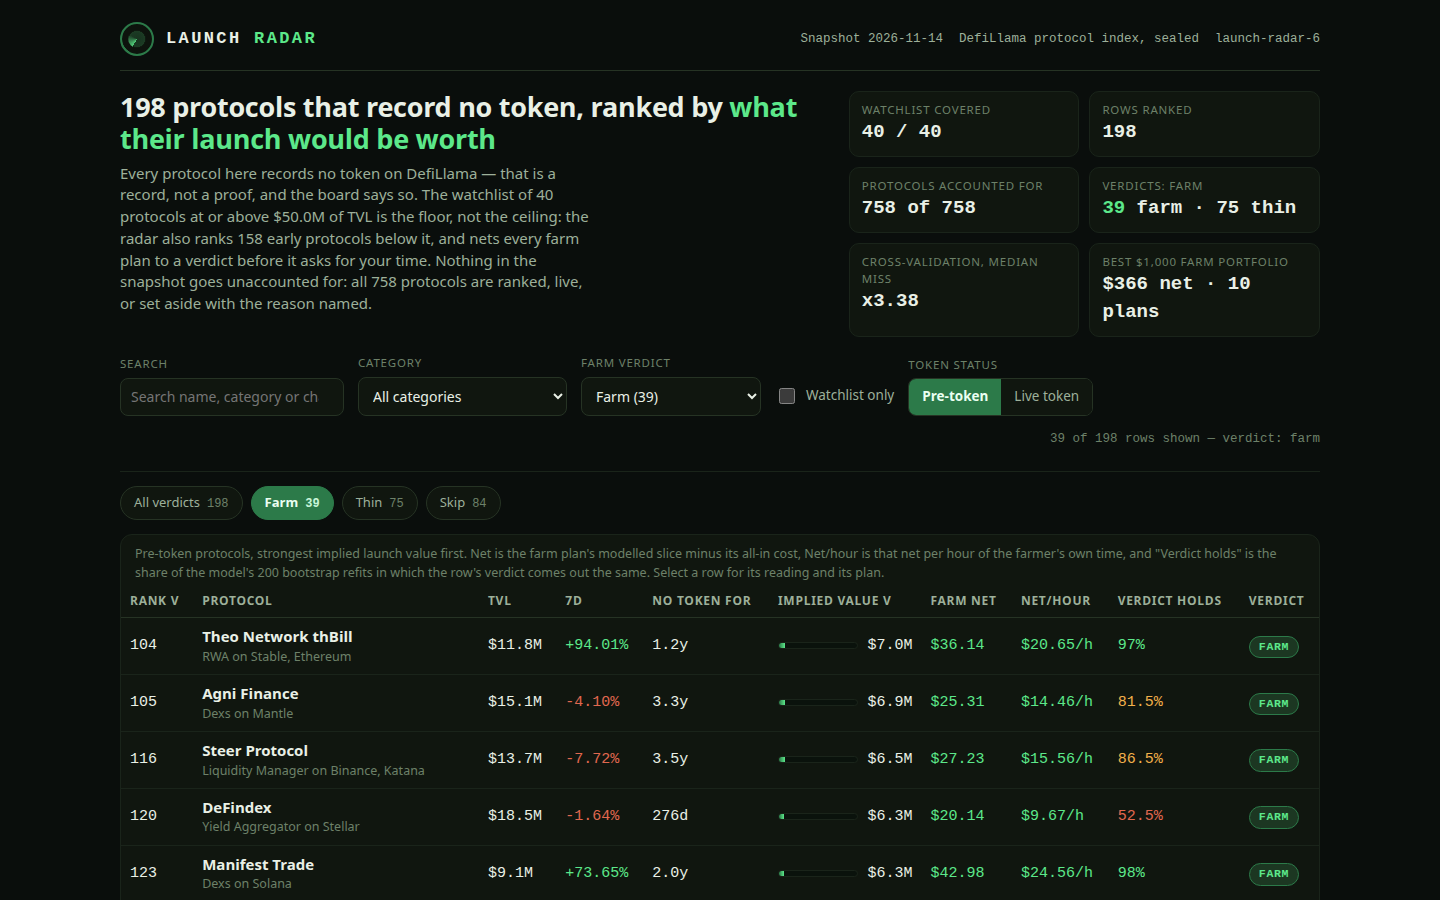 LAUNCH RADAR
Snapshot 2026-11-14 DefiLlama protocol index, sealed launch-radar-6
198 protocols that record no token, ranked by what
their launch would be worth
Every protocol here records no token on DefiLlama — that is a
record, not a proof, and the board says so. The watchlist of 40
protocols at or above $50.0M of TVL is the floor, not the ceiling: the
radar also ranks 158 early protocols below it, and nets every farm
plan to a verdict before it asks for your time. Nothing in the
snapshot goes unaccounted for: all 758 protocols are ranked, live,
or set aside with the reason named.
WATCHLIST COVERED
40 / 40
ROWS RANKED
198
PROTOCOLS ACCOUNTED FOR
758 of 758
VERDICTS: FARM
39 farm · 75 thin
CROSS-VALIDATION, MEDIAN
MISS
x3.38
BEST $1,000 FARM PORTFOLIO
$366 net · 10
plans
SEARCH
Search name, category or ch
CATEGORY
All categories
FARM VERDICT
Farm (39)
Watchlist only
TOKEN STATUS
Pre-token Live token
39 of 198 rows shown — verdict: farm
All verdicts 198 Farm 39 Thin 75 Skip 84
Pre-token protocols, strongest implied launch value first. Net is the farm plan's modelled slice minus its all-in cost, Net/hour is that net per hour of the farmer's own time, and "Verdict holds" is the
share of the model's 200 bootstrap refits in which the row's verdict comes out the same. Select a row for its reading and its plan.
RANK V PROTOCOL TVL 7D NO TOKEN FOR IMPLIED VALUE V FARM NET NET/HOUR VERDICT HOLDS VERDICT
104 Theo Network thBill $11.8M +94.01% 1.2y $7.0M $36.14 $20.65/h 97% FARM
RWA on Stable, Ethereum
105 Agni Finance $15.1M -4.10% 3.3y $6.9M $25.31 $14.46/h 81.5% FARM
Dexs on Mantle
116 Steer Protocol $13.7M -7.72% 3.5y $6.5M $27.23 $15.56/h 86.5% FARM
Liquidity Manager on Binance, Katana
120 DeFindex $18.5M -1.64% 276d $6.3M $20.14 $9.67/h 52.5% FARM
Yield Aggregator on Stellar
123 Manifest Trade $9.1M +73.65% 2.0y $6.3M $42.98 $24.56/h 98% FARM
Dexs on Solana